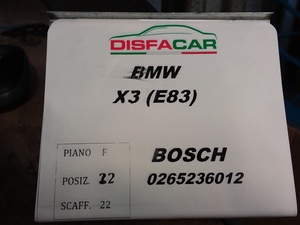 DISFACAR
BMW
X3 (E83)
PIANO F
POSIZ. 22
SCAFF. 22
BOSCH
0265236012